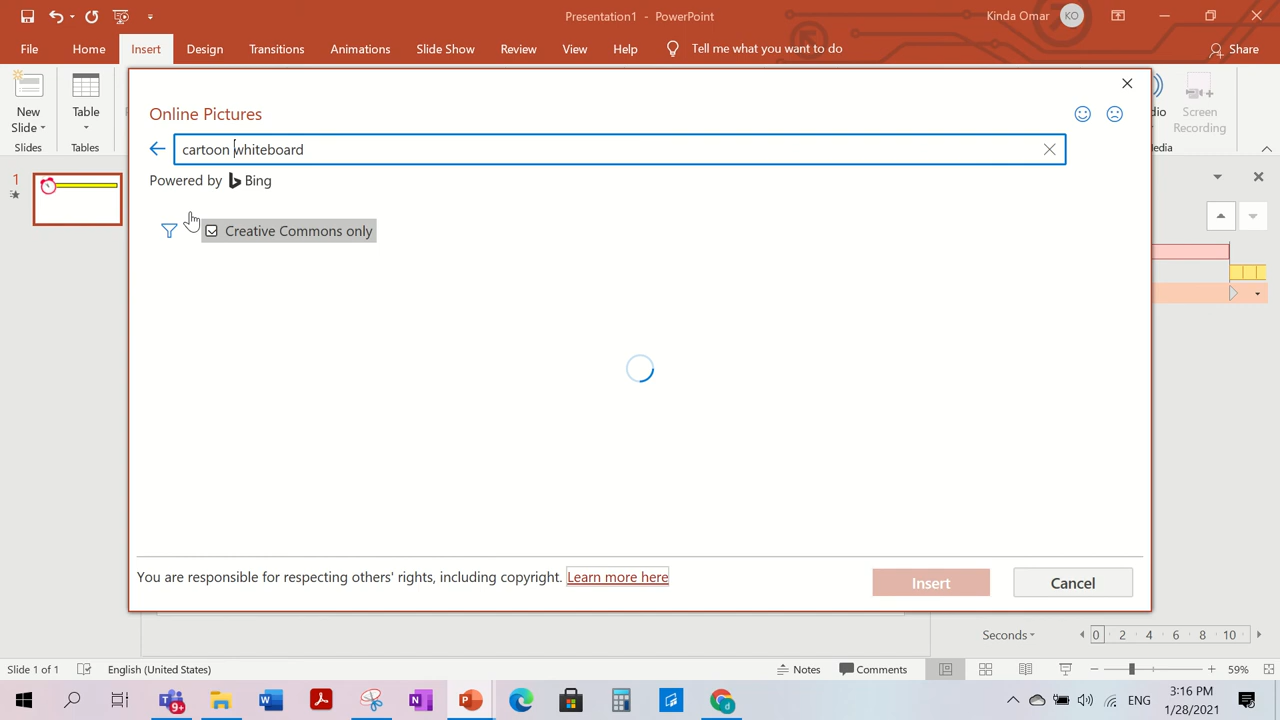 Presentation1 - PowerPoint
Kinda Omar KO
File Home Insert Design Transitions Animations Slide Show Review View Help Tell me what you want to do Share
New
Slide
Table
Screen
Recording
Slides
Tables
Online Pictures
cartoon whiteboard
Powered by Bing
Creative Commons only
1
You are responsible for respecting others' rights, including copyright. Learn more here
Insert Cancel
Seconds 0 2 4 6 8 10
Slide 1 of 1 English (United States) Notes Comments 59%
9+
ENG
3:16 PM
1/28/2021